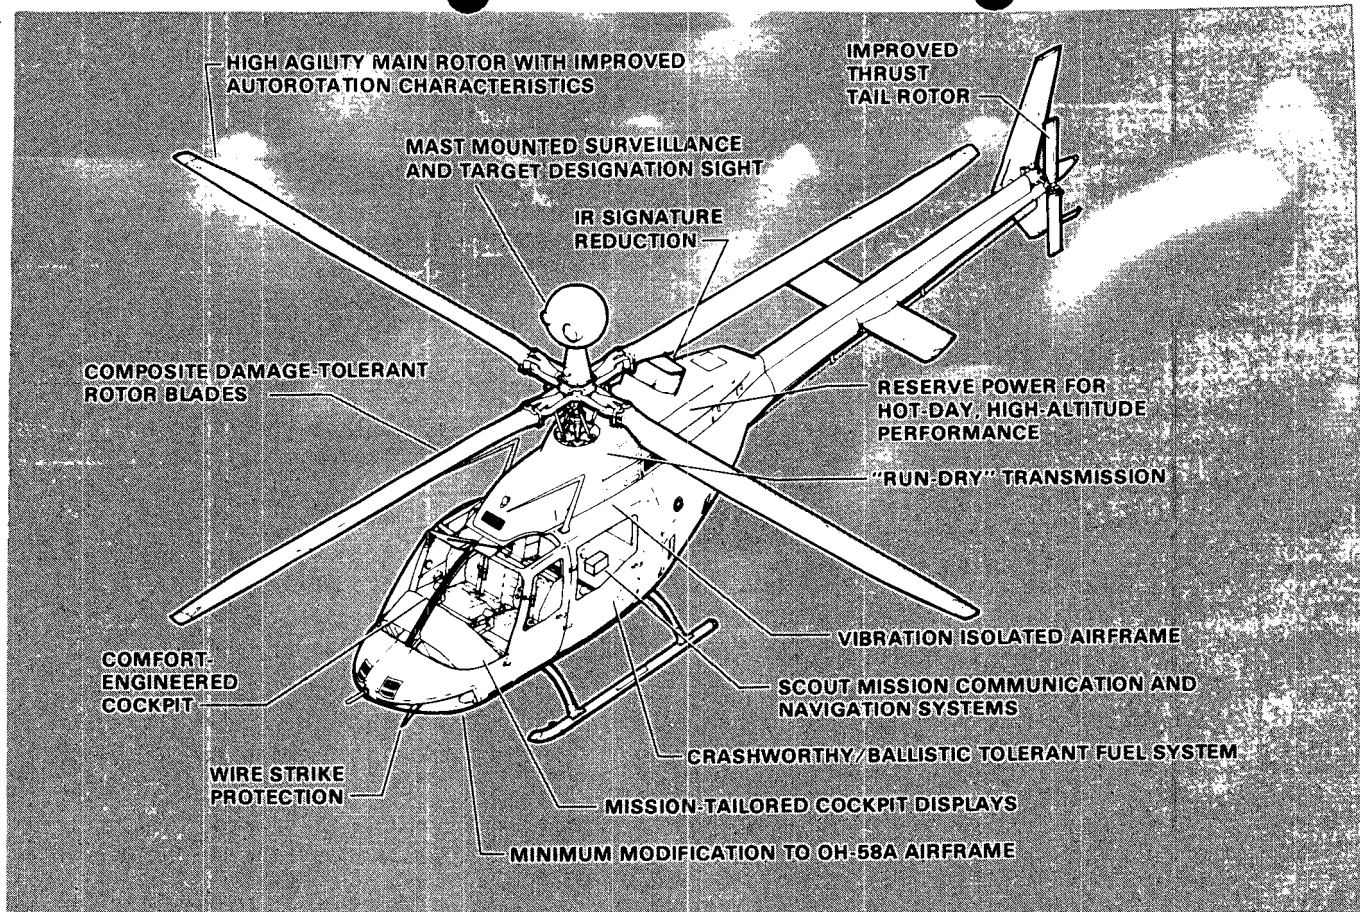 HIGH AGILITY MAIN ROTOR WITH IMPROVED
AUTOROTATION CHARACTERISTICS
IMPROVED
THRUST
TAIL ROTOR
MAST MOUNTED SURVEILLANCE
AND TARGET DESIGNATION SIGHT
IR SIGNATURE
REDUCTION
COMPOSITE DAMAGE-TOLERANT
ROTOR BLADES
RESERVE POWER FOR
HOT-DAY, HIGH-ALTITUDE
PERFORMANCE
"RUN-DRY" TRANSMISSION
VIBRATION ISOLATED AIRFRAME
COMFORT-
ENGINEERED
COCKPIT
SCOUT MISSION COMMUNICATION AND
NAVIGATION SYSTEMS
CRASHWORTHY/BALLISTIC TOLERANT FUEL SYSTEM
WIRE STRIKE
PROTECTION
MISSION-TAILORED COCKPIT DISPLAYS
MINIMUM MODIFICATION TO OH-58A AIRFRAME